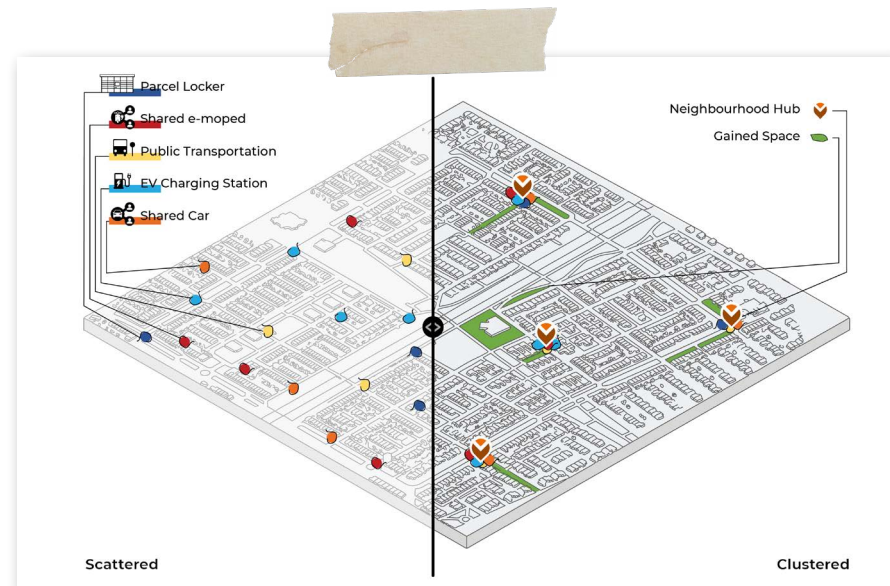 Parcel Locker
Shared e-moped
Public Transportation
EV Charging Station
Shared Car
Neighbourhood Hub
Gained Space
Scattered
Clustered